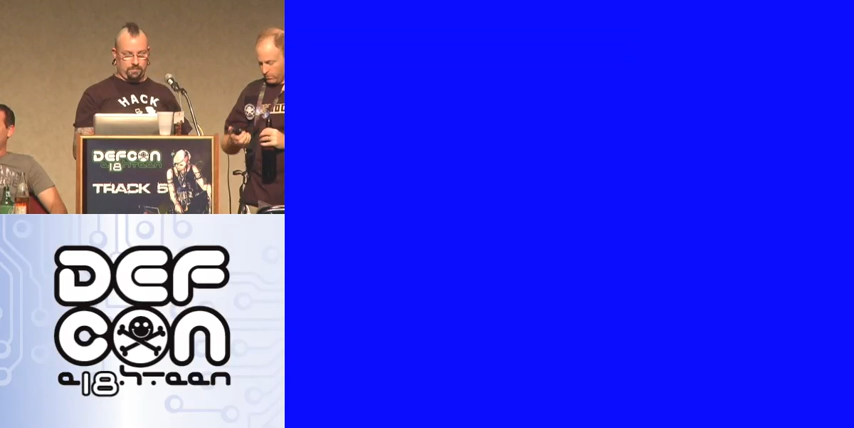 HACK
DEFCON
18
TRACK 5
DEF
CON
e18hteen